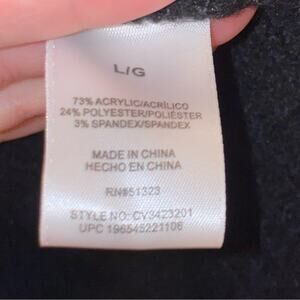 L/G
73% ACRYLIC/ACRÍLICO
24% POLYESTER/POLIÉSTER
3% SPANDEX/SPANDEX
MADE IN CHINA
HECHO EN CHINA
RN#51323
STYLE NO: CV3423201
UPC 196545221106